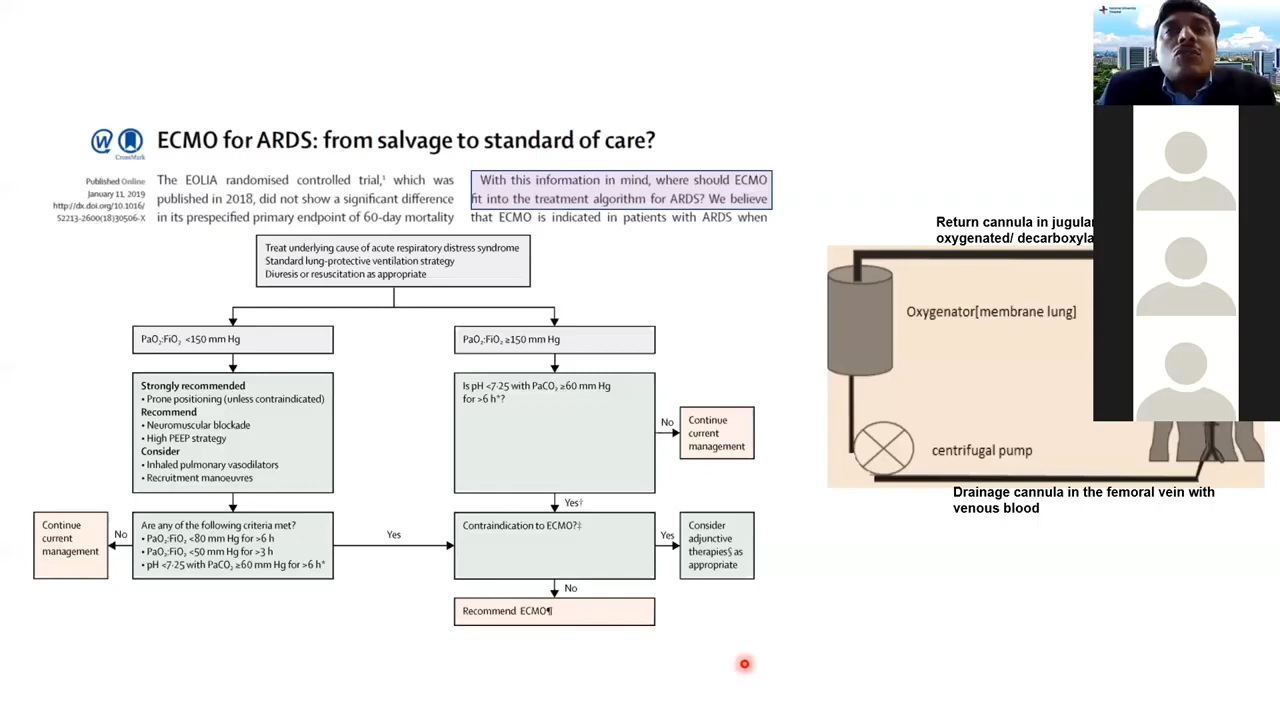 National University
Hospital
ECMO for ARDS: from salvage to standard of care?
W
CrossMark
Published Online
January 11, 2019
http://dx.doi.org/10.1016/
S2213-2600(18)30506-X
The EOLIA randomised controlled trial,¹ which was
published in 2018, did not show a significant difference
in its prespecified primary endpoint of 60-day mortality
With this information in mind, where should ECMO
fit into the treatment algorithm for ARDS? We believe
that ECMO is indicated in patients with ARDS when
Treat underlying cause of acute respiratory distress syndrome
Standard lung-protective ventilation strategy
Diuresis or resuscitation as appropriate
PaO₂:FiO₂ <150 mm Hg
PaO₂:FiO₂ ≥150 mm Hg
Strongly recommended
• Prone positioning (unless contraindicated)
Recommend
• Neuromuscular blockade
• High PEEP strategy
Consider
• Inhaled pulmonary vasodilators
• Recruitment manoeuvres
Is pH <7·25 with PaCO₂ ≥60 mm Hg
for >6 h*?
No
Continue
current
management
Yes†
Continue
current
management
No
Are any of the following criteria met?
• PaO₂:FiO₂ <80 mm Hg for >6 h
• PaO₂:FiO₂ <50 mm Hg for >3 h
• pH <7·25 with PaCO₂ ≥60 mm Hg for >6 h*
Yes
Contraindication to ECMO?‡
Yes
Consider
adjunctive
therapies§ as
appropriate
No
Recommend ECMO¶
Return cannula in jugular
oxygenated/ decarboxyla
Oxygenator[membrane lung]
centrifugal pump
Drainage cannula in the femoral vein with
venous blood